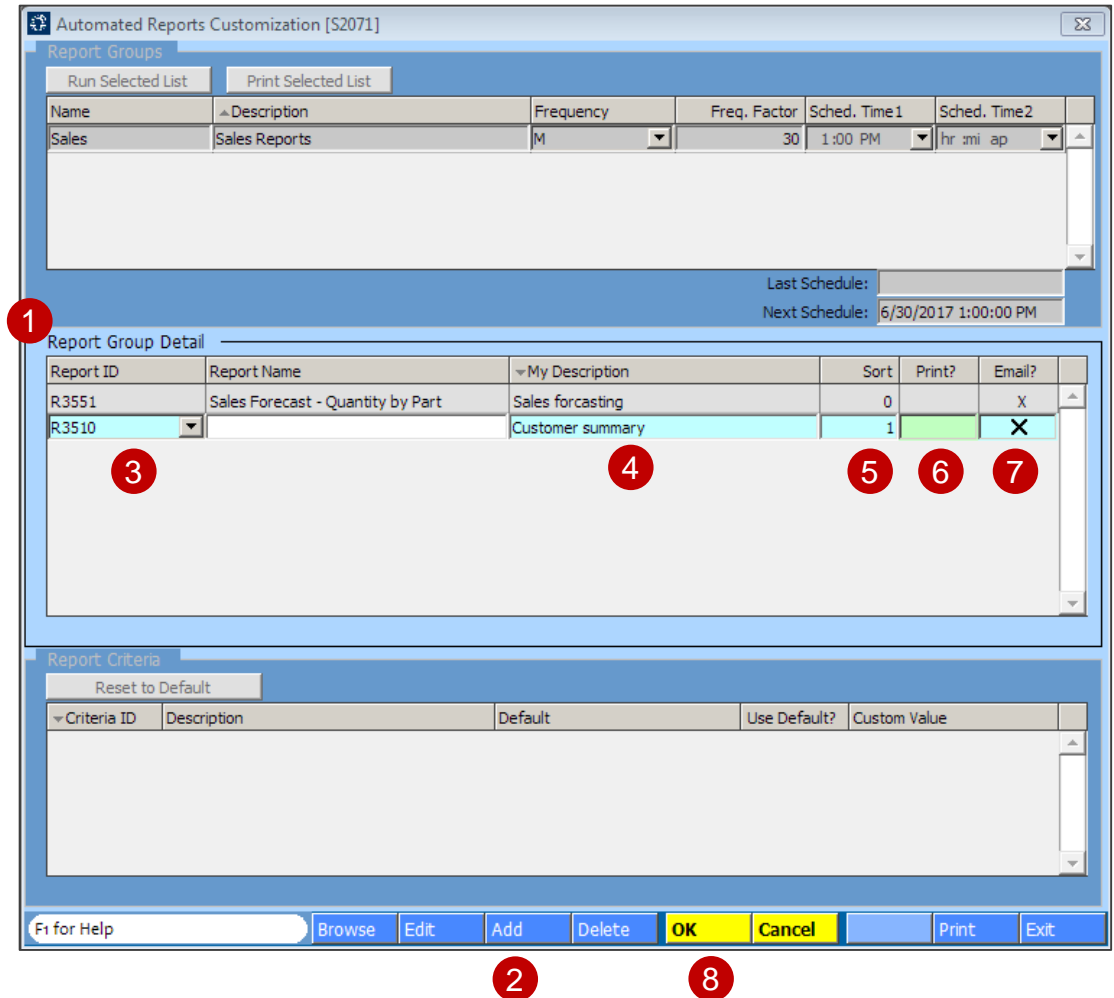 Automated Reports Customization [S2071]
Report Groups
Run Selected List Print Selected List
Name Description Frequency Freq. Factor Sched. Time1 Sched. Time2
Sales Sales Reports M 30 1:00 PM hr :mi ap
Last Schedule:
Next Schedule: 6/30/2017 1:00:00 PM
1
Report Group Detail
Report ID Report Name My Description Sort Print? Email?
R3551 Sales Forecast - Quantity by Part Sales forcasting 0 X
R3510 Customer summary 1 X
3 4 5 6 7
Report Criteria
Reset to Default
Criteria ID Description Default Use Default? Custom Value
F1 for Help Browse Edit Add Delete OK Cancel Print Exit
2 8